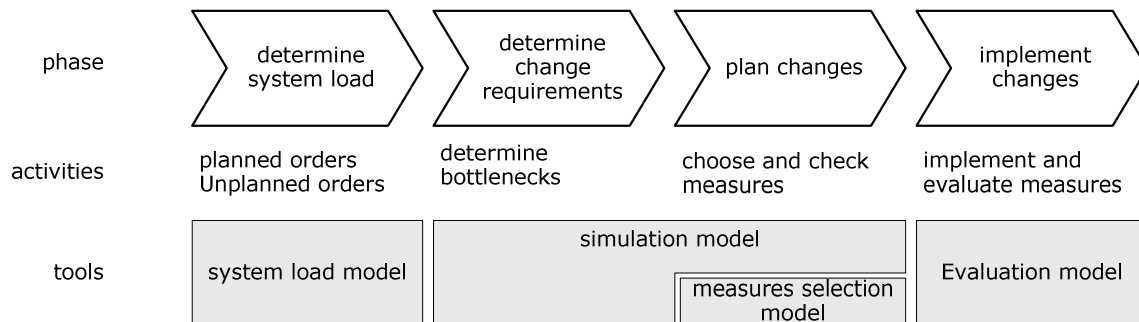 phase
determine
system load
determine
change
requirements
plan changes
implement
changes
activities
planned orders
Unplanned orders
determine
bottlenecks
choose and check
measures
implement and
evaluate measures
tools
system load model
simulation model
measures selection
model
Evaluation model